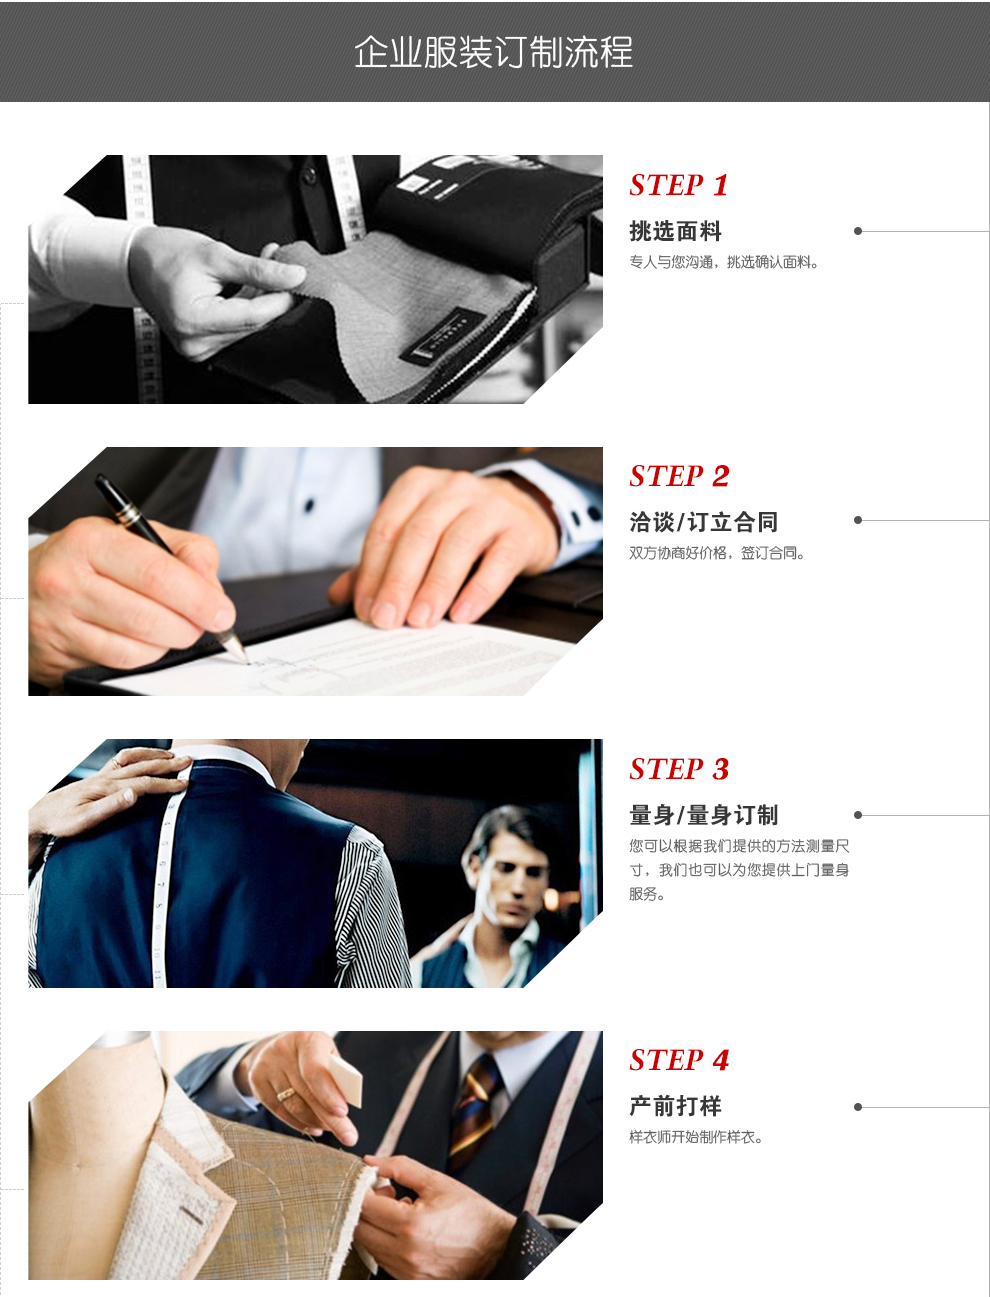 企业服装订制流程
STEP 1
挑选面料
专人与您沟通，挑选确认面料。
STEP 2
洽谈/订立合同
双方协商好价格，签订合同。
STEP 3
量身/量身订制
您可以根据我们提供的方法测量尺
寸，我们也可以为您提供上门量身
服务。
STEP 4
产前打样
样衣师开始制作样衣。